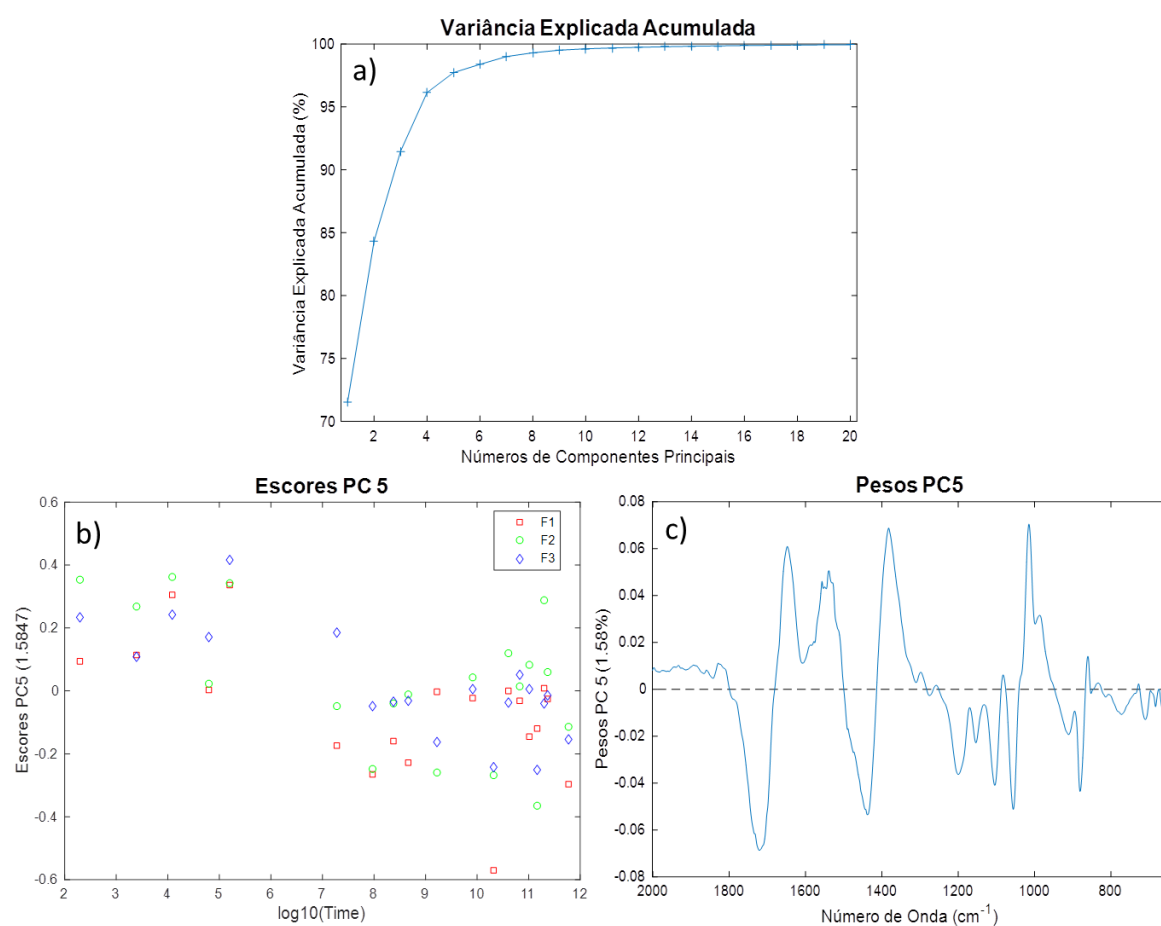 Variância Explicada Acumulada
a)
Variância Explicada Acumulada (%)
100
95
90
85
80
75
70
2 4 6 8 10 12 14 16 18 20
Números de Componentes Principais
Escores PC 5
b)
F1
F2
F3
Escores PC5 (1.5847)
0.6
0.4
0.2
0
-0.2
-0.4
-0.6
2 3 4 5 6 7 8 9 10 11 12
log10(Time)
Pesos PC5
c)
Pesos PC 5 (1.58%)
0.08
0.06
0.04
0.02
0
-0.02
-0.04
-0.06
-0.08
2000 1800 1600 1400 1200 1000 800
Número de Onda (cm⁻¹)